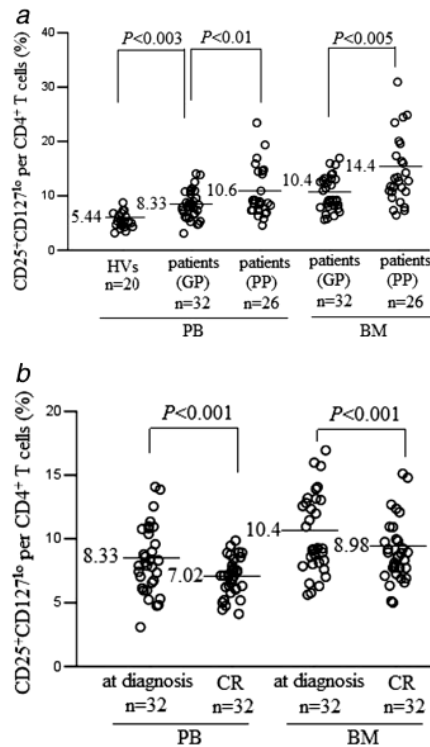 a
P<0.003
P<0.01
P<0.005
CD25⁺CD127ˡᵒ per CD4⁺ T cells (%)
40
30
20
10
0
5.44
8.33
10.6
10.4
14.4
HVs
n=20
patients
(GP)
n=32
patients
(PP)
n=26
patients
(GP)
n=32
patients
(PP)
n=26
PB
BM
b
P<0.001
P<0.001
CD25⁺CD127ˡᵒ per CD4⁺ T cells (%)
20
15
10
5
0
8.33
7.02
10.4
8.98
at diagnosis
n=32
CR
n=32
at diagnosis
n=32
CR
n=32
PB
BM